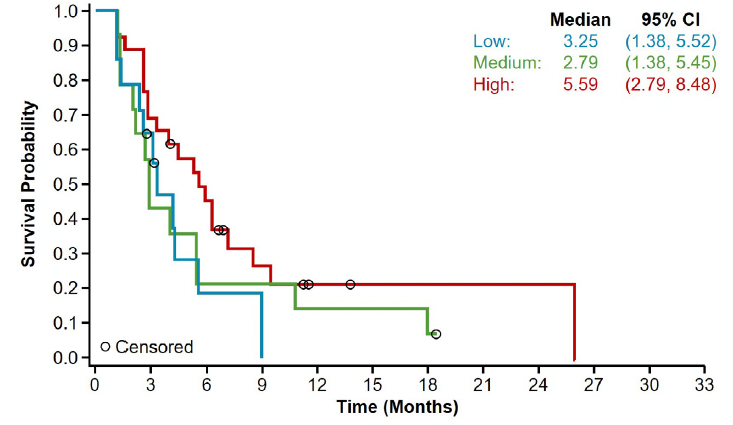 Median 95% CI
Low: 3.25 (1.38, 5.52)
Medium: 2.79 (1.38, 5.45)
High: 5.59 (2.79, 8.48)
Survival Probability
1.0
0.9
0.8
0.7
0.6
0.5
0.4
0.3
0.2
0.1
0.0
Censored
0 3 6 9 12 15 18 21 24 27 30 33
Time (Months)